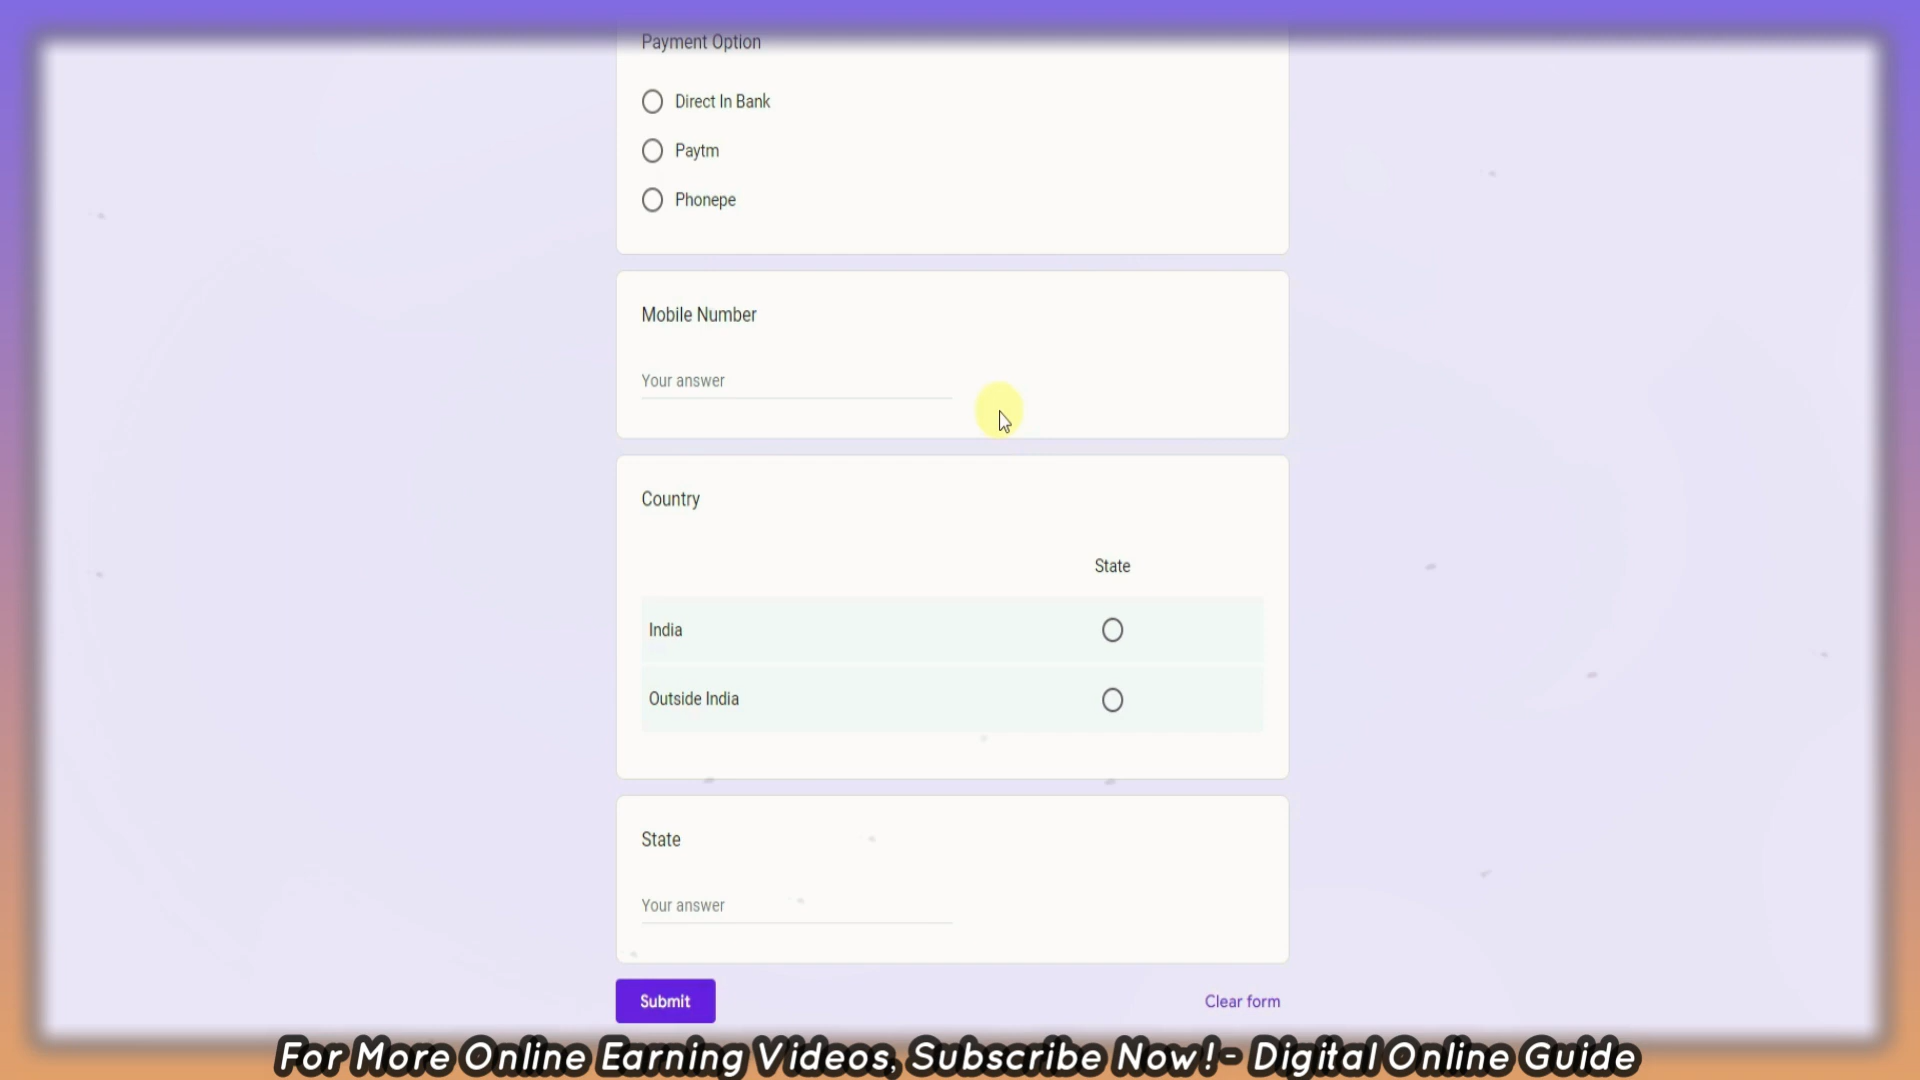 Payment Option
Direct In Bank
Paytm
Phonepe
Mobile Number
Your answer
Country
State
India
Outside India
State
Your answer
Submit
Clear form
For More Online Earning Videos, Subscribe Now! - Digital Online Guide